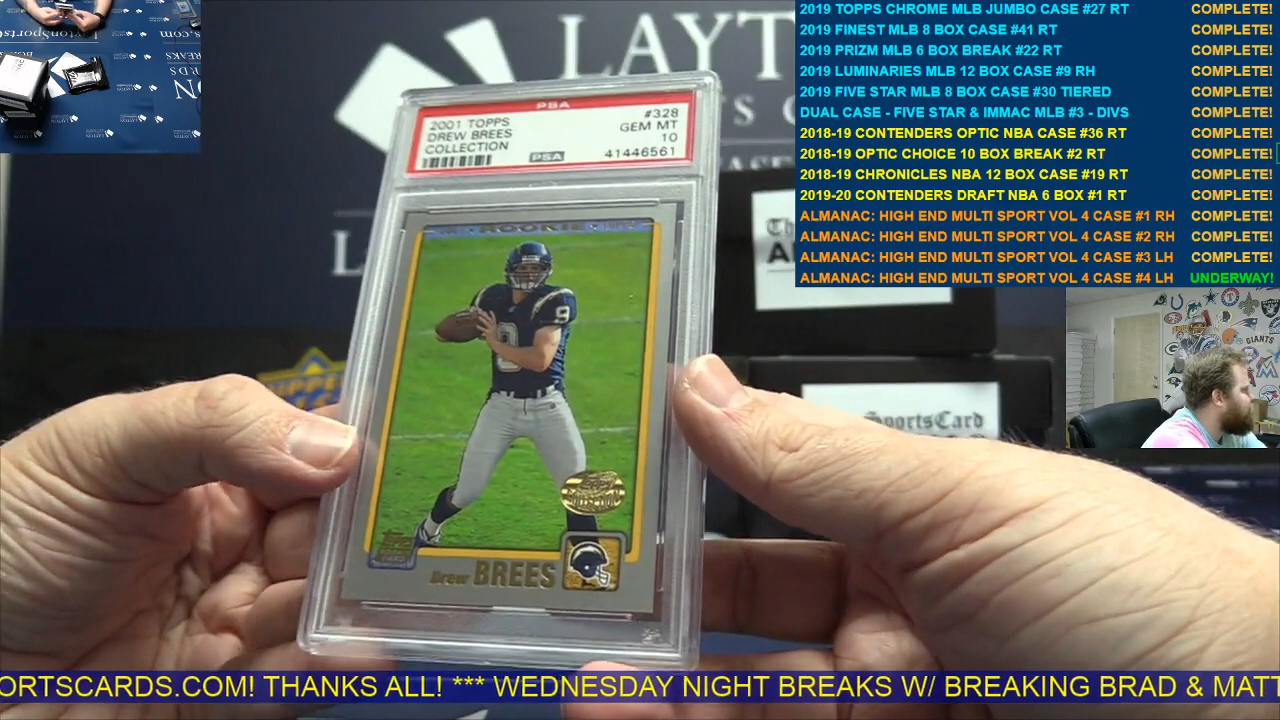 2019 TOPPS CHROME MLB JUMBO CASE #27 RT COMPLETE!
2019 FINEST MLB 8 BOX CASE #41 RT COMPLETE!
2019 PRIZM MLB 6 BOX BREAK #22 RT COMPLETE!
2019 LUMINARIES MLB 12 BOX CASE #9 RH COMPLETE!
2019 FIVE STAR MLB 8 BOX CASE #30 TIERED COMPLETE!
DUAL CASE - FIVE STAR & IMMAC MLB #3 - DIVS COMPLETE!
2018-19 CONTENDERS OPTIC NBA CASE #36 RT COMPLETE!
2018-19 OPTIC CHOICE 10 BOX BREAK #2 RT COMPLETE!
2018-19 CHRONICLES NBA 12 BOX CASE #19 RT COMPLETE!
2019-20 CONTENDERS DRAFT NBA 6 BOX #1 RT COMPLETE!
ALMANAC: HIGH END MULTI SPORT VOL 4 CASE #1 RH COMPLETE!
ALMANAC: HIGH END MULTI SPORT VOL 4 CASE #2 RH COMPLETE!
ALMANAC: HIGH END MULTI SPORT VOL 4 CASE #3 LH COMPLETE!
ALMANAC: HIGH END MULTI SPORT VOL 4 CASE #4 LH UNDERWAY!
LAYT
PSA
2001 TOPPS #328
DREW BREES GEM MT
COLLECTION 10
PSA 41446561
ROOKIE
9
9
Drew BREES
SportsCard
GIANTS
ORTSCARDS.COM! THANKS ALL! *** WEDNESDAY NIGHT BREAKS W/ BREAKING BRAD & MATT